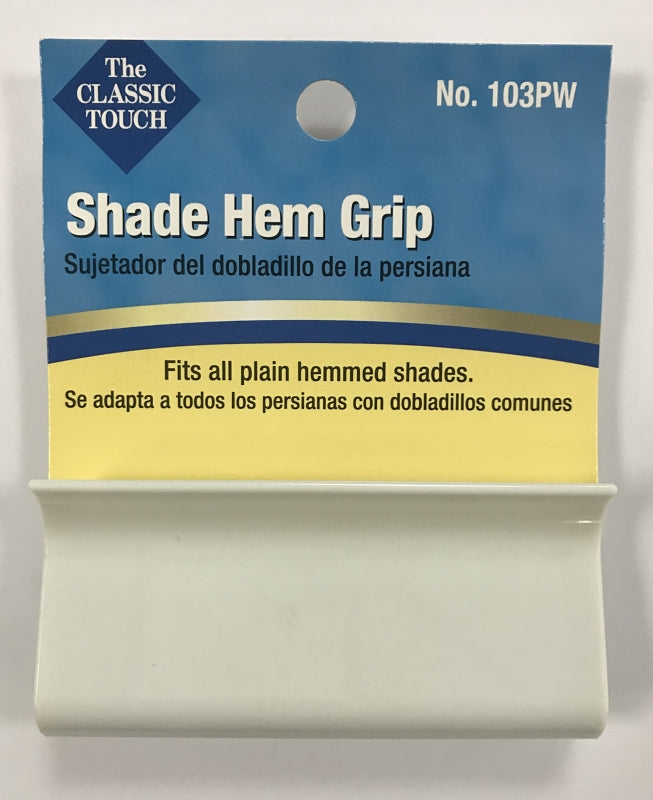 The
CLASSIC
TOUCH
No. 103PW
Shade Hem Grip
Sujetador del dobladillo de la persiana
Fits all plain hemmed shades.
Se adapta a todos los persianas con dobladillos comunes